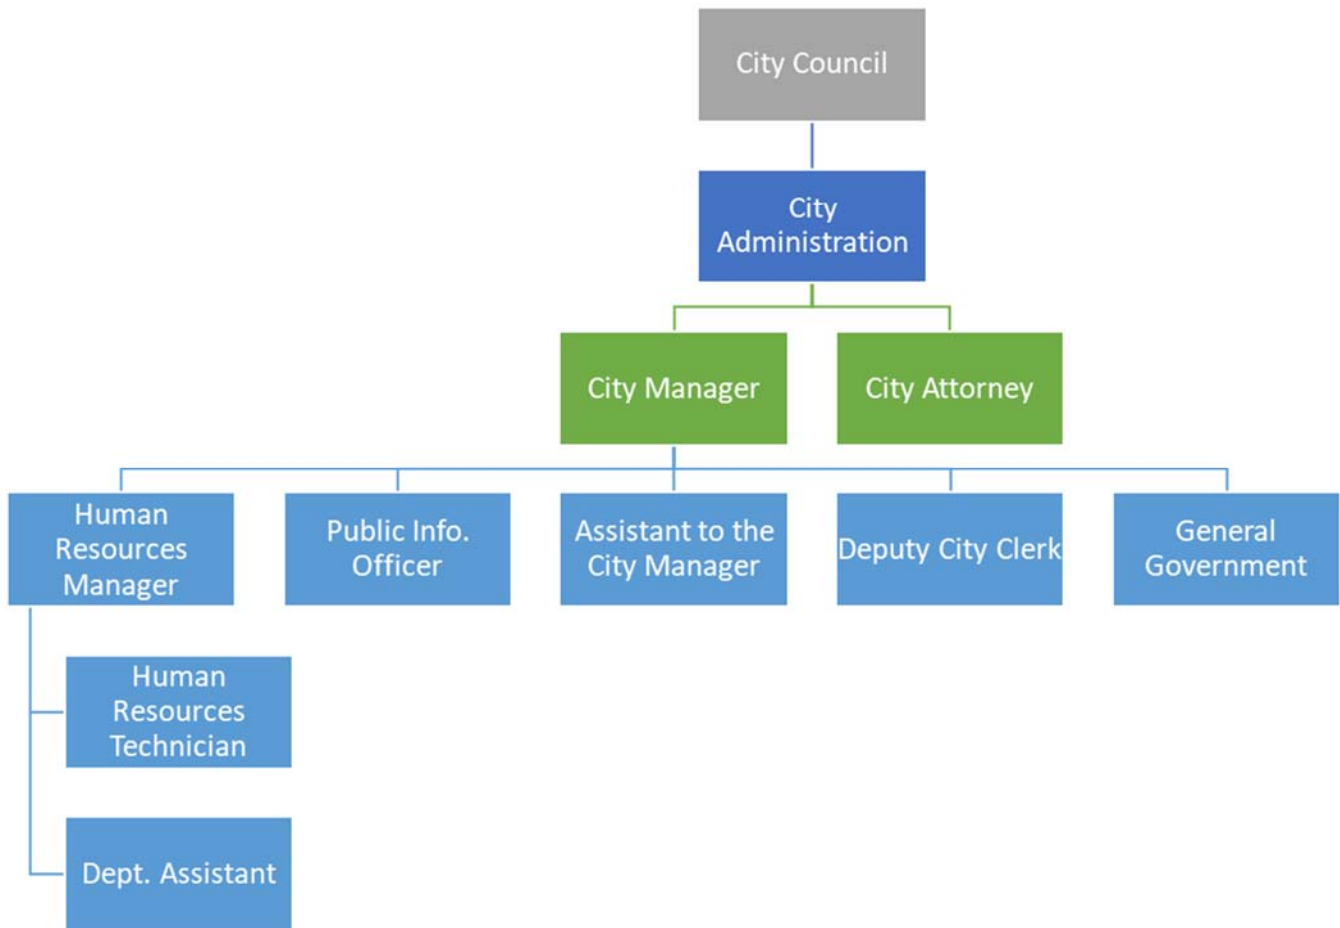 City Council
City
Administration
City Manager
City Attorney
Human
Resources
Manager
Public Info.
Officer
Assistant to the
City Manager
Deputy City Clerk
General
Government
Human
Resources
Technician
Dept. Assistant